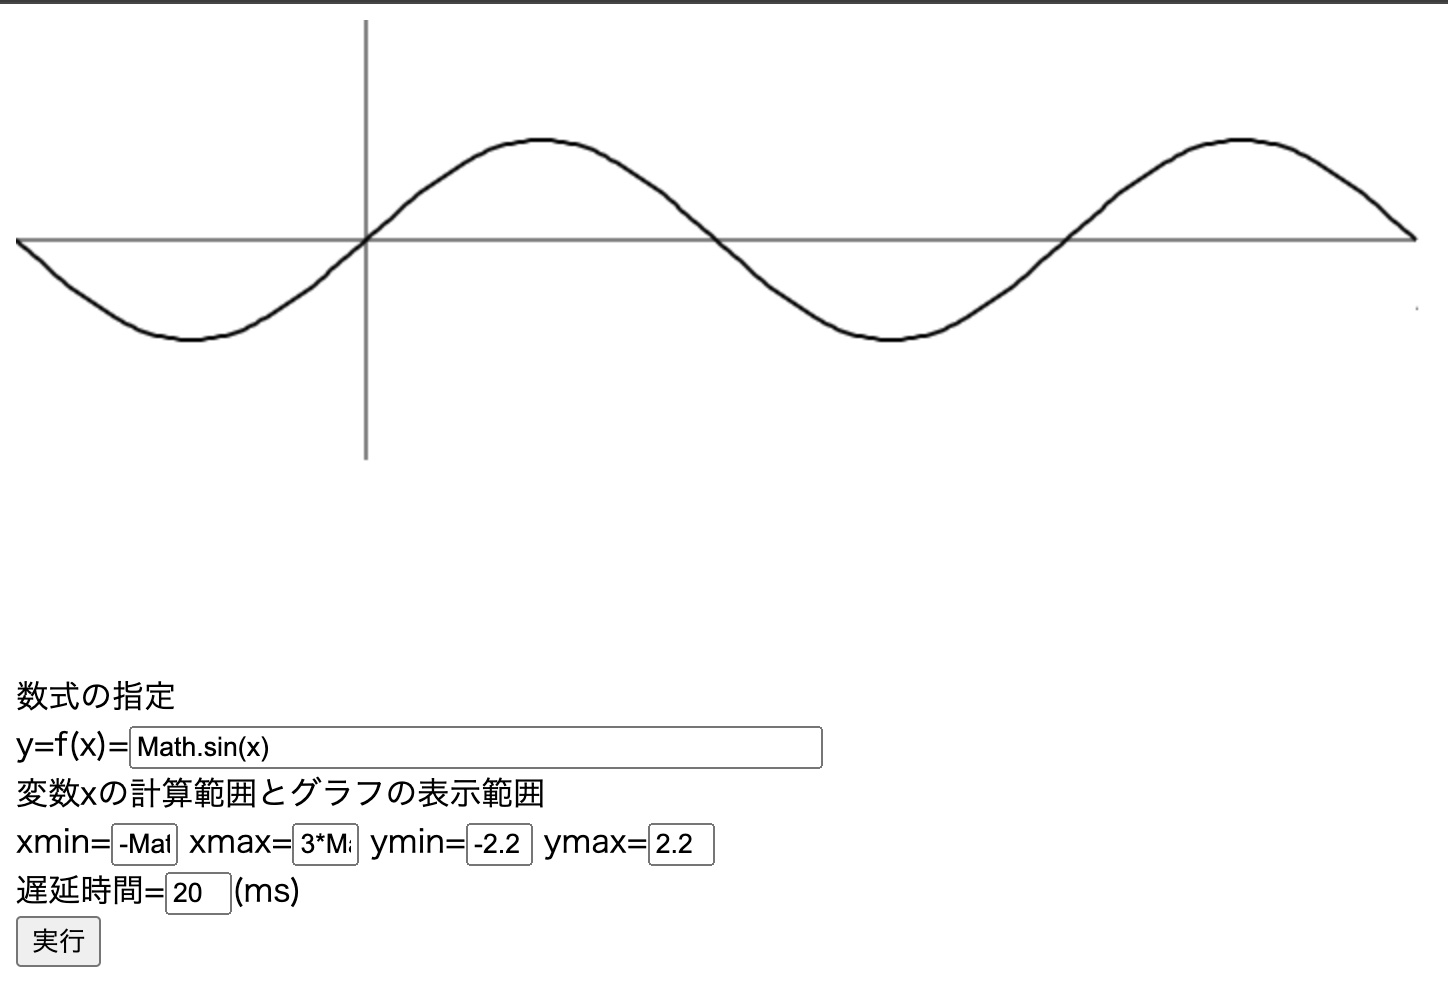 数式の指定
y=f(x)=Math.sin(x)
変数xの計算範囲とグラフの表示範囲
xmin=-Mat xmax=3*Ma ymin=-2.2 ymax=2.2
遅延時間=20(ms)
実行